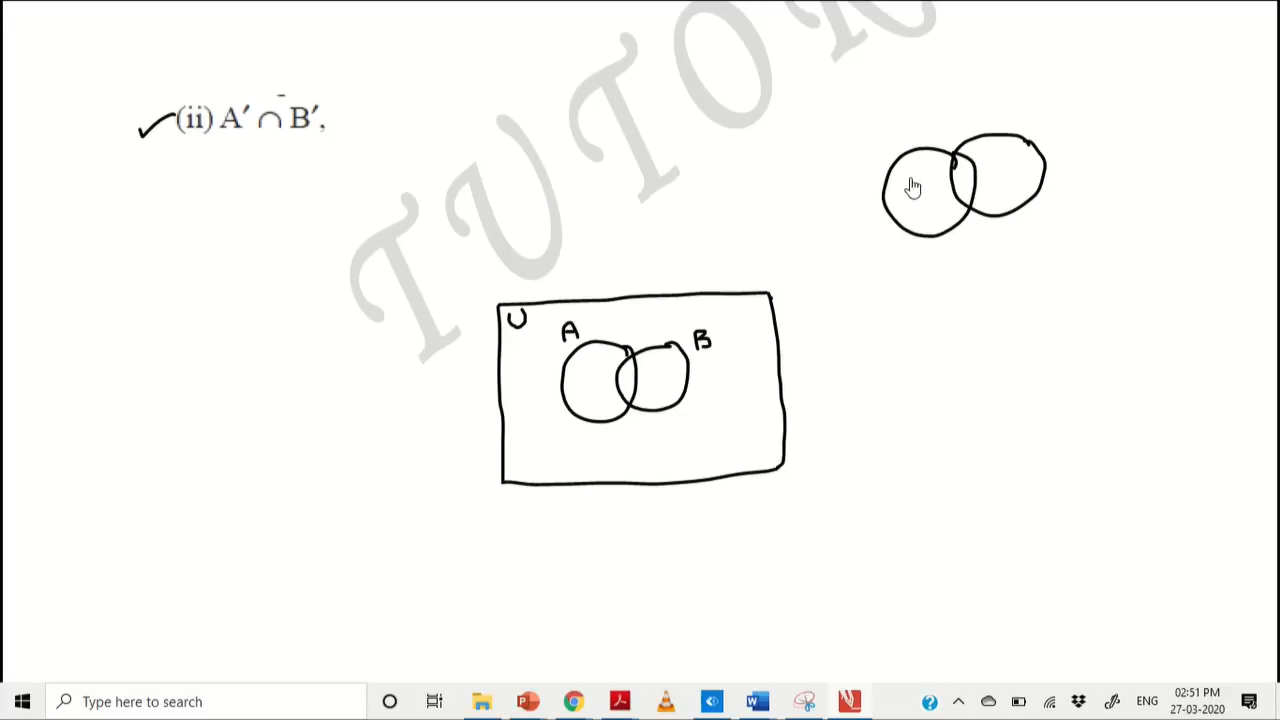 TUTOR
(ii) A′ ∩ B′,
U
A
B
Type here to search
ENG
02:51 PM
27-03-2020